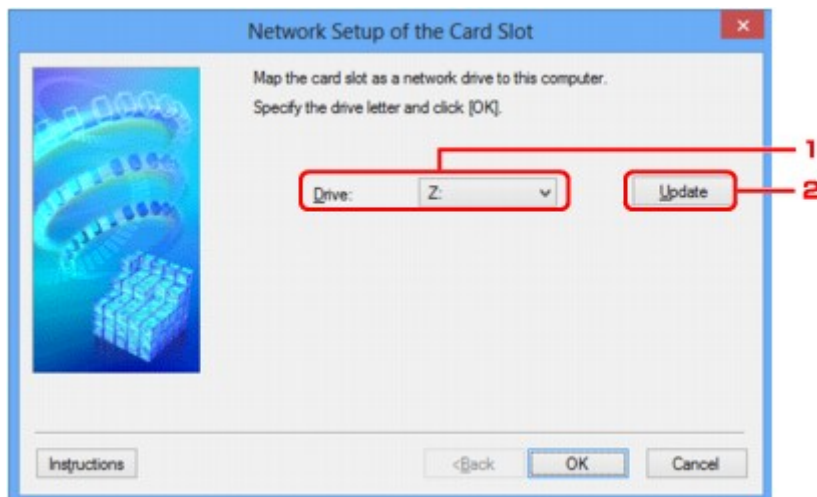 Network Setup of the Card Slot
Map the card slot as a network drive to this computer.
Specify the drive letter and click [OK].
1
Drive: Z: Update 2
Instructions <Back OK Cancel